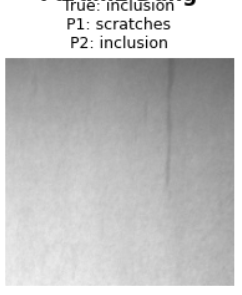 True: inclusion
P1: scratches
P2: inclusion